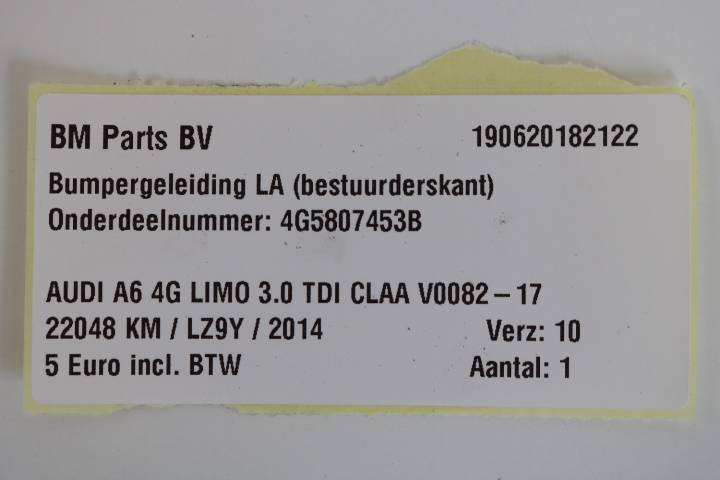 BM Parts BV 190620182122
Bumpergeleiding LA (bestuurderskant)
Onderdeelnummer: 4G5807453B
AUDI A6 4G LIMO 3.0 TDI CLAA V0082 – 17
22048 KM / LZ9Y / 2014 Verz: 10
5 Euro incl. BTW Aantal: 1